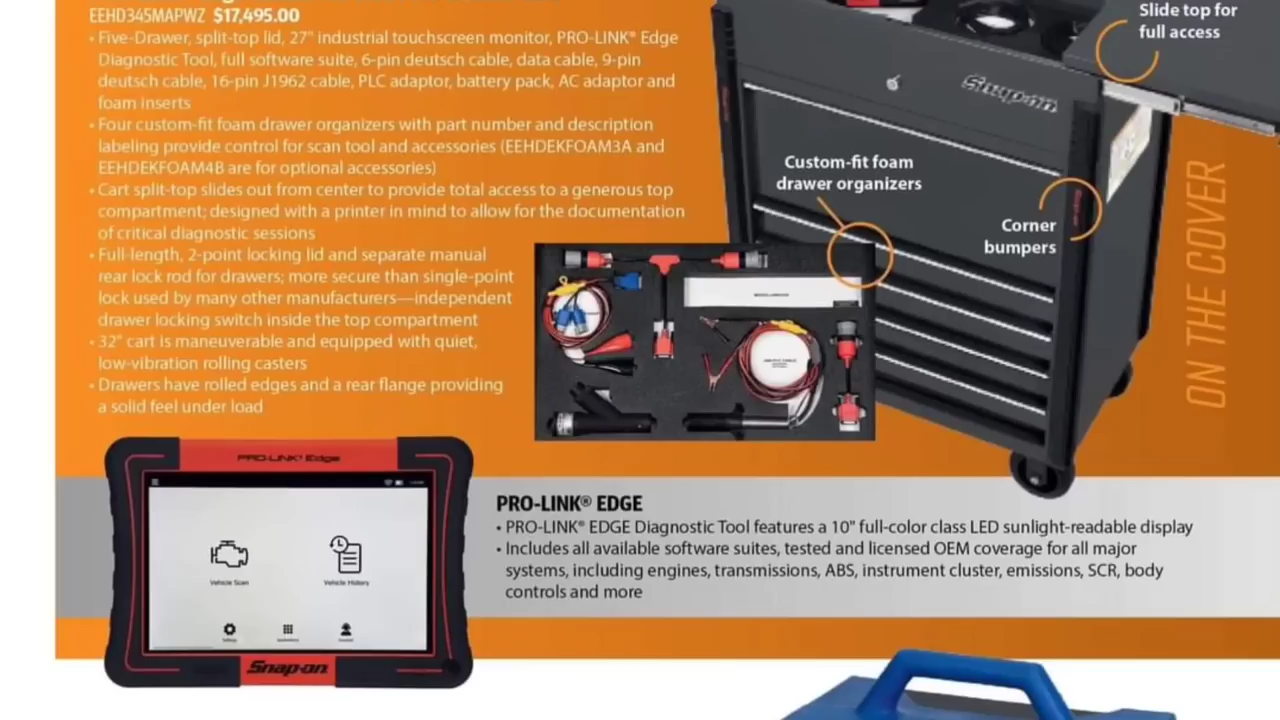 EEHD345MAPWZ $17,495.00
• Five-Drawer, split-top lid, 27" industrial touchscreen monitor, PRO-LINK® Edge
Diagnostic Tool, full software suite, 6-pin deutsch cable, data cable, 9-pin
deutsch cable, 16-pin J1962 cable, PLC adaptor, battery pack, AC adaptor and
foam inserts
• Four custom-fit foam drawer organizers with part number and description
labeling provide control for scan tool and accessories (EEHDEKFOAM3A and
EEHDEKFOAM4B are for optional accessories)
• Cart split-top slides out from center to provide total access to a generous top
compartment; designed with a printer in mind to allow for the documentation
of critical diagnostic sessions
• Full-length, 2-point locking lid and separate manual
rear lock rod for drawers; more secure than single-point
lock used by many other manufacturers—independent
drawer locking switch inside the top compartment
• 32" cart is maneuverable and equipped with quiet,
low-vibration rolling casters
• Drawers have rolled edges and a rear flange providing
a solid feel under load
Slide top for
full access
Snap-on
Custom-fit foam
drawer organizers
Corner
bumpers
ON THE COVER
PRO-LINK® Edge
Vehicle Scan
Vehicle History
Settings
Snap-on
PRO-LINK® EDGE
• PRO-LINK® EDGE Diagnostic Tool features a 10" full-color class LED sunlight-readable display
• Includes all available software suites, tested and licensed OEM coverage for all major
systems, including engines, transmissions, ABS, instrument cluster, emissions, SCR, body
controls and more